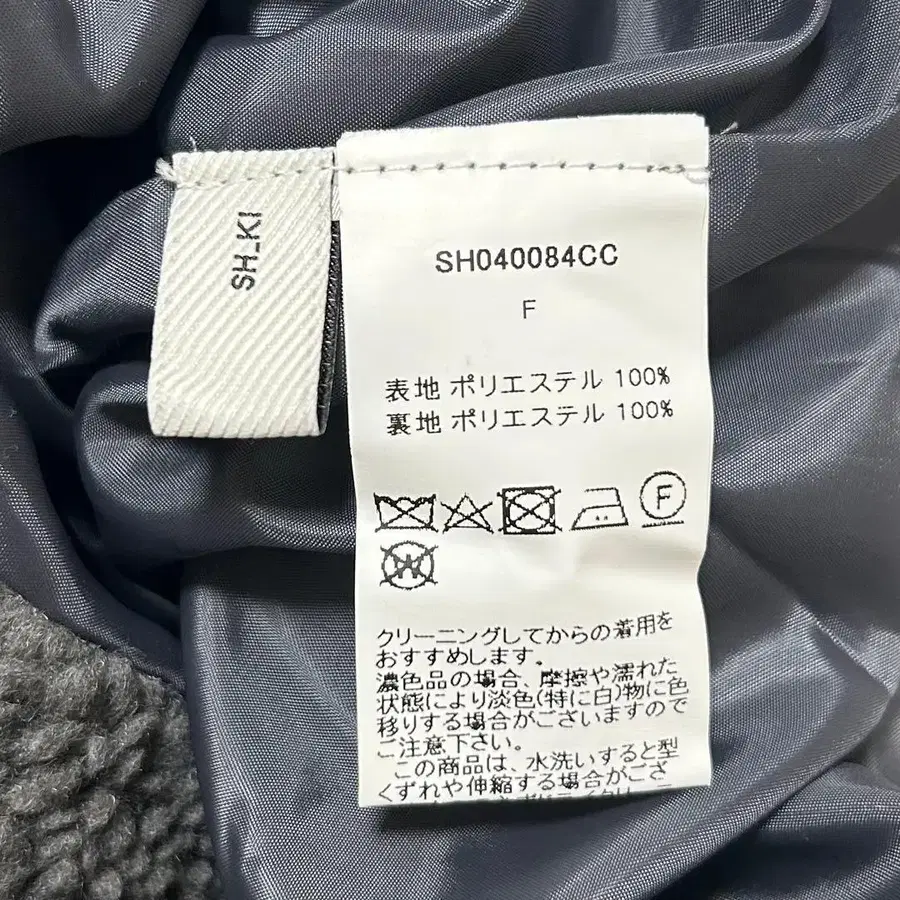 SH_KI
SH040084CC
F
表地 ポリエステル 100%
裏地 ポリエステル 100%
F
W
クリーニングしてからの着用を
おすすめします。
濃色品の場合、摩擦や濡れた
状態により淡色(特に白)物に色
移りする場合がございますので
ご注意下さい。
この商品は、水洗いすると型
くずれや伸縮する場合がござ